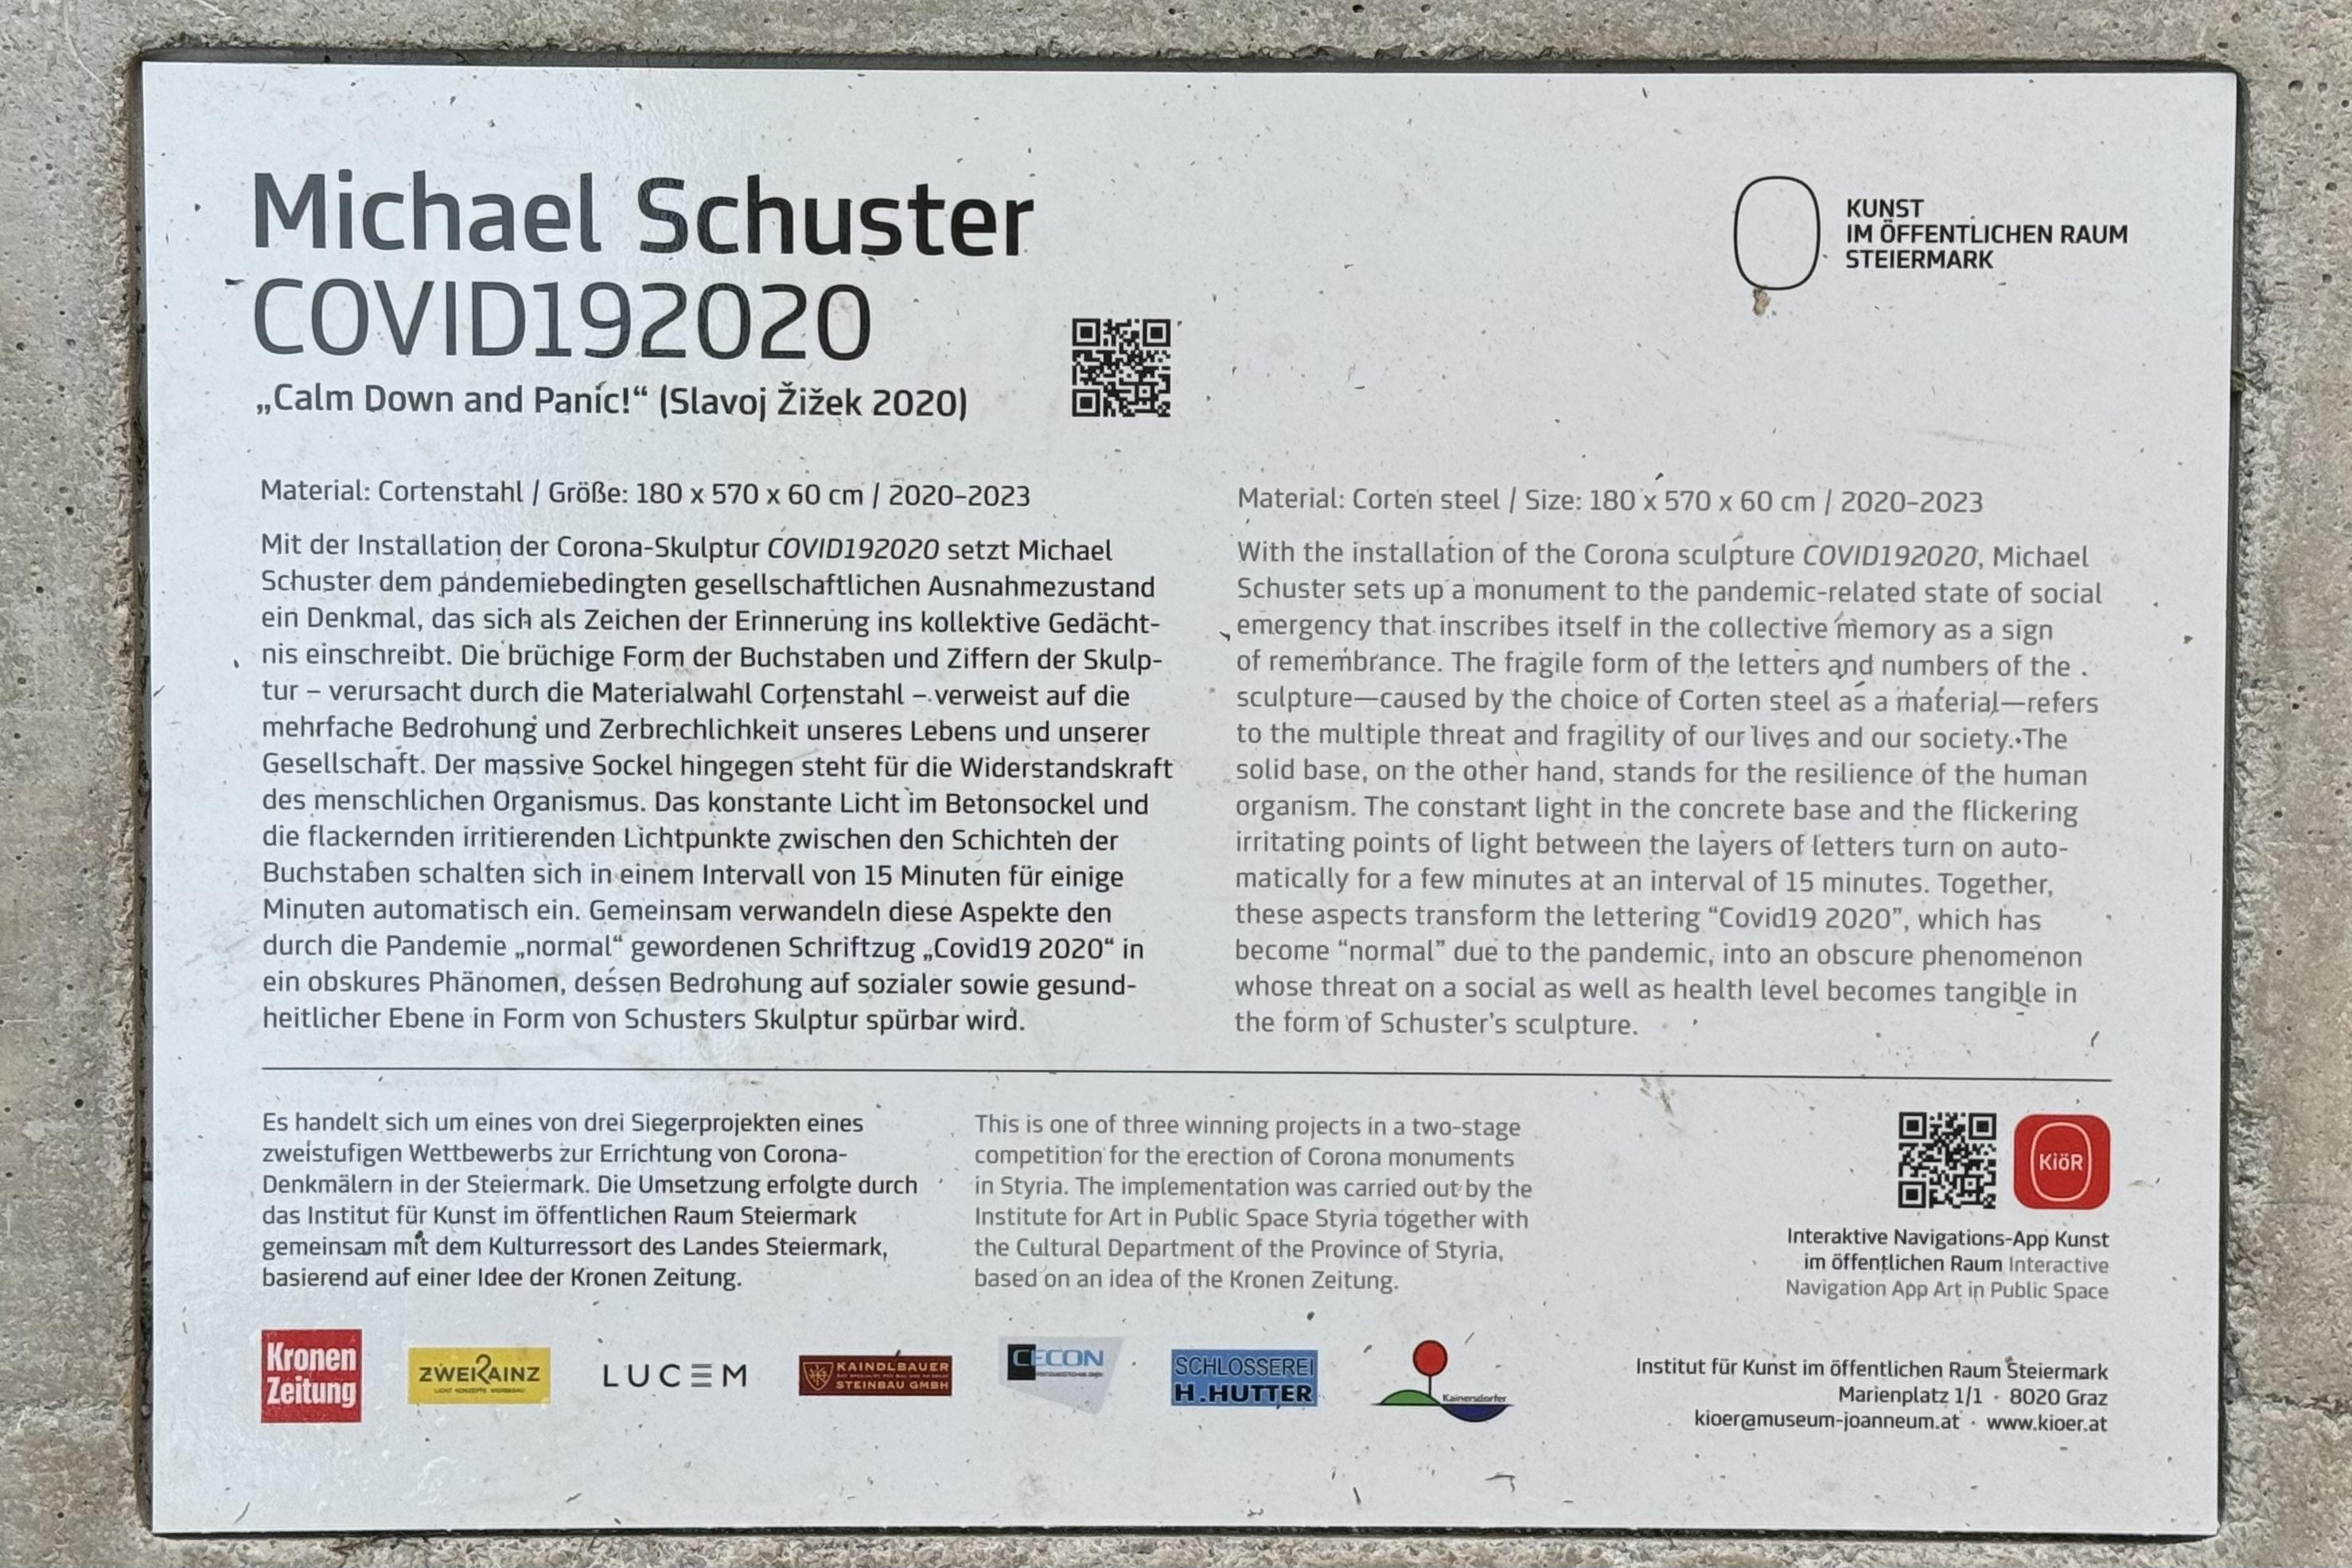 Michael Schuster
COVID192020
„Calm Down and Panic!“ (Slavoj Žižek 2020)
KUNST
IM ÖFFENTLICHEN RAUM
STEIERMARK
Material: Cortenstahl / Größe: 180 x 570 x 60 cm / 2020–2023
Mit der Installation der Corona-Skulptur COVID192020 setzt Michael
Schuster dem pandemiebedingten gesellschaftlichen Ausnahmezustand
ein Denkmal, das sich als Zeichen der Erinnerung ins kollektive Gedächt-
nis einschreibt. Die brüchige Form der Buchstaben und Ziffern der Skulp-
tur – verursacht durch die Materialwahl Cortenstahl – verweist auf die
mehrfache Bedrohung und Zerbrechlichkeit unseres Lebens und unserer
Gesellschaft. Der massive Sockel hingegen steht für die Widerstandskraft
des menschlichen Organismus. Das konstante Licht im Betonsockel und
die flackernden irritierenden Lichtpunkte zwischen den Schichten der
Buchstaben schalten sich in einem Intervall von 15 Minuten für einige
Minuten automatisch ein. Gemeinsam verwandeln diese Aspekte den
durch die Pandemie „normal“ gewordenen Schriftzug „Covid19 2020“ in
ein obskures Phänomen, dessen Bedrohung auf sozialer sowie gesund-
heitlicher Ebene in Form von Schusters Skulptur spürbar wird.
Material: Corten steel / Size: 180 x 570 x 60 cm / 2020–2023
With the installation of the Corona sculpture COVID192020, Michael
Schuster sets up a monument to the pandemic-related state of social
emergency that inscribes itself in the collective memory as a sign
of remembrance. The fragile form of the letters and numbers of the
sculpture—caused by the choice of Corten steel as a material—refers
to the multiple threat and fragility of our lives and our society. The
solid base, on the other hand, stands for the resilience of the human
organism. The constant light in the concrete base and the flickering
irritating points of light between the layers of letters turn on auto-
matically for a few minutes at an interval of 15 minutes. Together,
these aspects transform the lettering “Covid19 2020”, which has
become “normal” due to the pandemic, into an obscure phenomenon
whose threat on a social as well as health level becomes tangible in
the form of Schuster’s sculpture.
Es handelt sich um eines von drei Siegerprojekten eines
zweistufigen Wettbewerbs zur Errichtung von Corona-
Denkmälern in der Steiermark. Die Umsetzung erfolgte durch
das Institut für Kunst im öffentlichen Raum Steiermark
gemeinsam mit dem Kulturressort des Landes Steiermark,
basierend auf einer Idee der Kronen Zeitung.
This is one of three winning projects in a two-stage
competition for the erection of Corona monuments
in Styria. The implementation was carried out by the
Institute for Art in Public Space Styria together with
the Cultural Department of the Province of Styria,
based on an idea of the Kronen Zeitung.
KiöR
Interaktive Navigations-App Kunst
im öffentlichen Raum Interactive
Navigation App Art in Public Space
Kronen
Zeitung
ZWEIRAINZ
LUCEM
KAINDLBAUER
STEINBAU GMBH
CECON
SCHLOSSEREI
H.HUTTER
Kainersdorfer
Institut für Kunst im öffentlichen Raum Steiermark
Marienplatz 1/1 · 8020 Graz
kioer@museum-joanneum.at · www.kioer.at